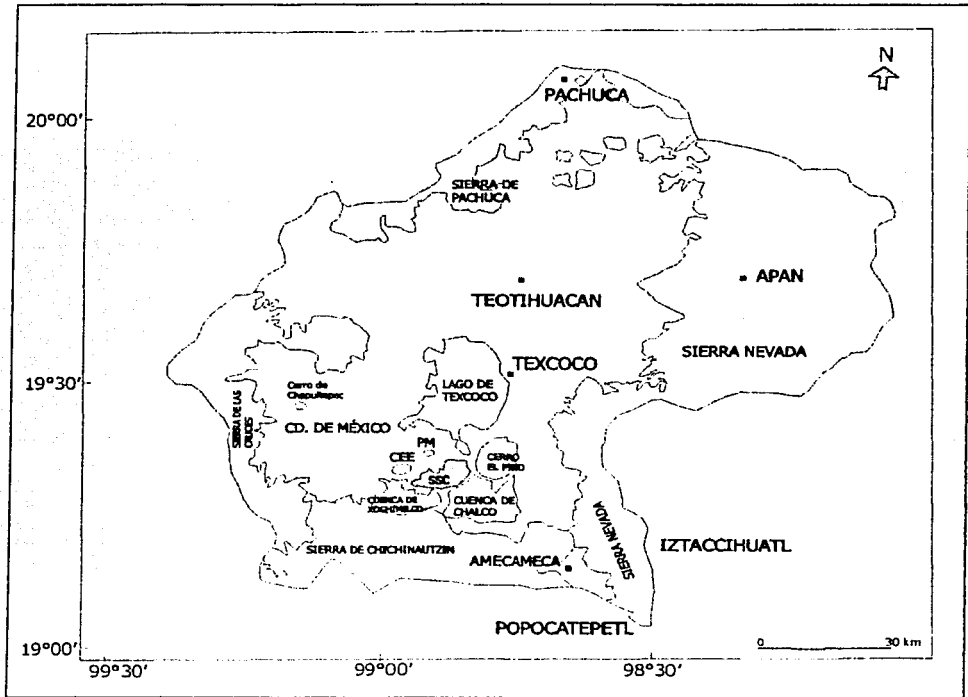 N
PACHUCA
20°00'
SIERRA DE
PACHUCA
APAN
TEOTIHUACAN
SIERRA NEVADA
TEXCOCO
19°30'
Cerro de
Chapultepec
LAGO DE
TEXCOCO
SIERRA DE LAS
CRUCES
CD. DE MÉXICO
PM
CEE
CERRO
EL PINO
SSC
CUENCA DE
XOCHIMILCO
CUENCA DE
CHALCO
SIERRA NEVADA
SIERRA DE CHICHINAUTZIN
IZTACCIHUATL
AMECAMECA
POPOCATEPETL
0 30 km
19°00'
99°30' 99°00' 98°30'